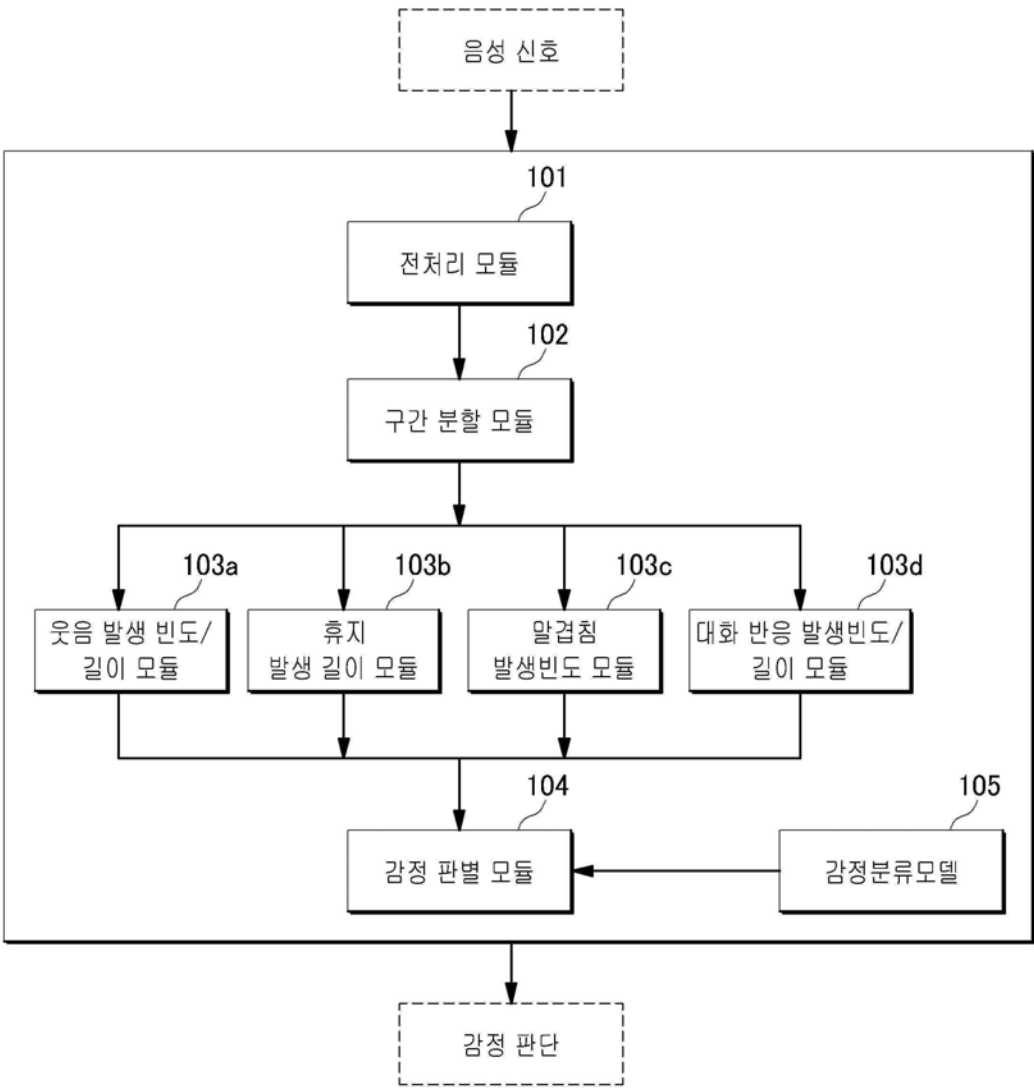 음성 신호
101
전처리 모듈
102
구간 분할 모듈
103a
103b
103c
103d
웃음 발생 빈도/
길이 모듈
휴지
발생 길이 모듈
말겹침
발생빈도 모듈
대화 반응 발생빈도/
길이 모듈
104
감정 판별 모듈
105
감정분류모델
감정 판단